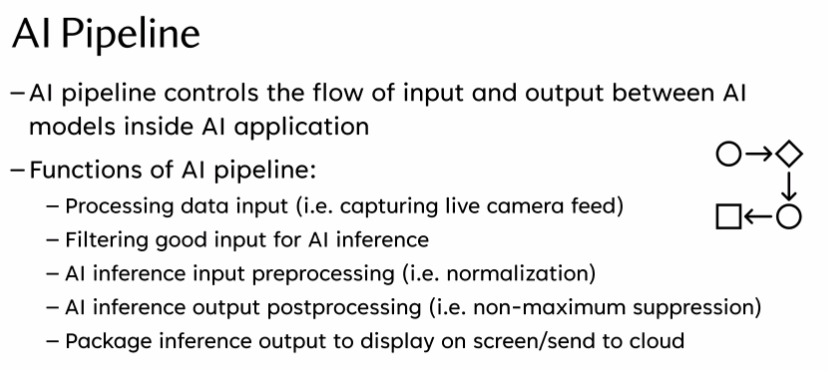 AI Pipeline
– AI pipeline controls the flow of input and output between AI
models inside AI application
– Functions of AI pipeline:
– Processing data input (i.e. capturing live camera feed)
– Filtering good input for AI inference
– AI inference input preprocessing (i.e. normalization)
– AI inference output postprocessing (i.e. non-maximum suppression)
– Package inference output to display on screen/send to cloud